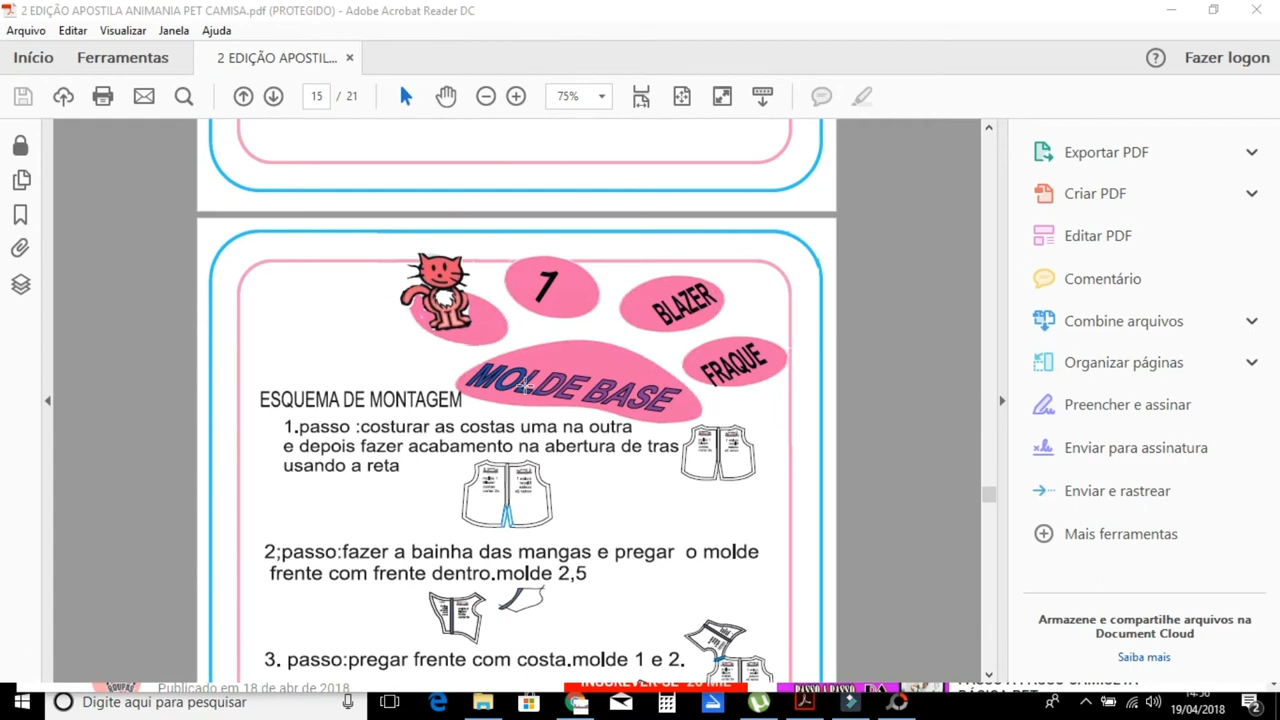 2 EDIÇÃO APOSTILA ANIMANIA PET CAMISA.pdf (PROTEGIDO) - Adobe Acrobat Reader DC
Arquivo Editar Visualizar Janela Ajuda
Início Ferramentas 2 EDIÇÃO APOSTIL... × Fazer logon
15 / 21 75%
1
BLAZER
FRAQUE
MOLDE BASE
ESQUEMA DE MONTAGEM
1.passo :costurar as costas uma na outra
e depois fazer acabamento na abertura de tras
usando a reta
2;passo:fazer a bainha das mangas e pregar o molde
frente com frente dentro.molde 2,5
3. passo:pregar frente com costa.molde 1 e 2.
Exportar PDF
Criar PDF
Editar PDF
Comentário
Combine arquivos
Organizar páginas
Preencher e assinar
Enviar para assinatura
Enviar e rastrear
Mais ferramentas
Armazene e compartilhe arquivos na
Document Cloud
Saiba mais
Publicado em 18 de abr de 2018
Digite aqui para pesquisar
14:56
19/04/2018
2